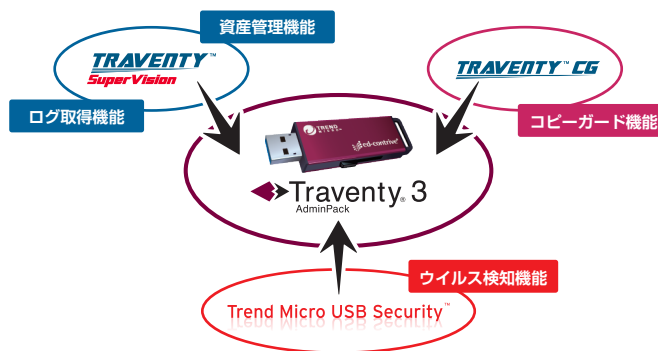 資産管理機能
TRAVENTY™
SuperVision
ログ取得機能
TRAVENTY™ CG
コピーガード機能
TREND
MICRO
ed-contrive
Traventy® 3
AdminPack
ウイルス検知機能
Trend Micro USB Security™